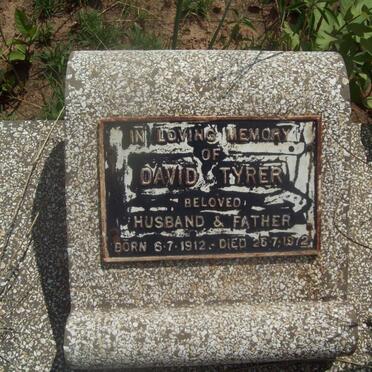 IN LOVING MEMORY
OF
DAVID TYRER
BELOVED
HUSBAND & FATHER
BORN 6·7·1912 · DIED 25·7·1972